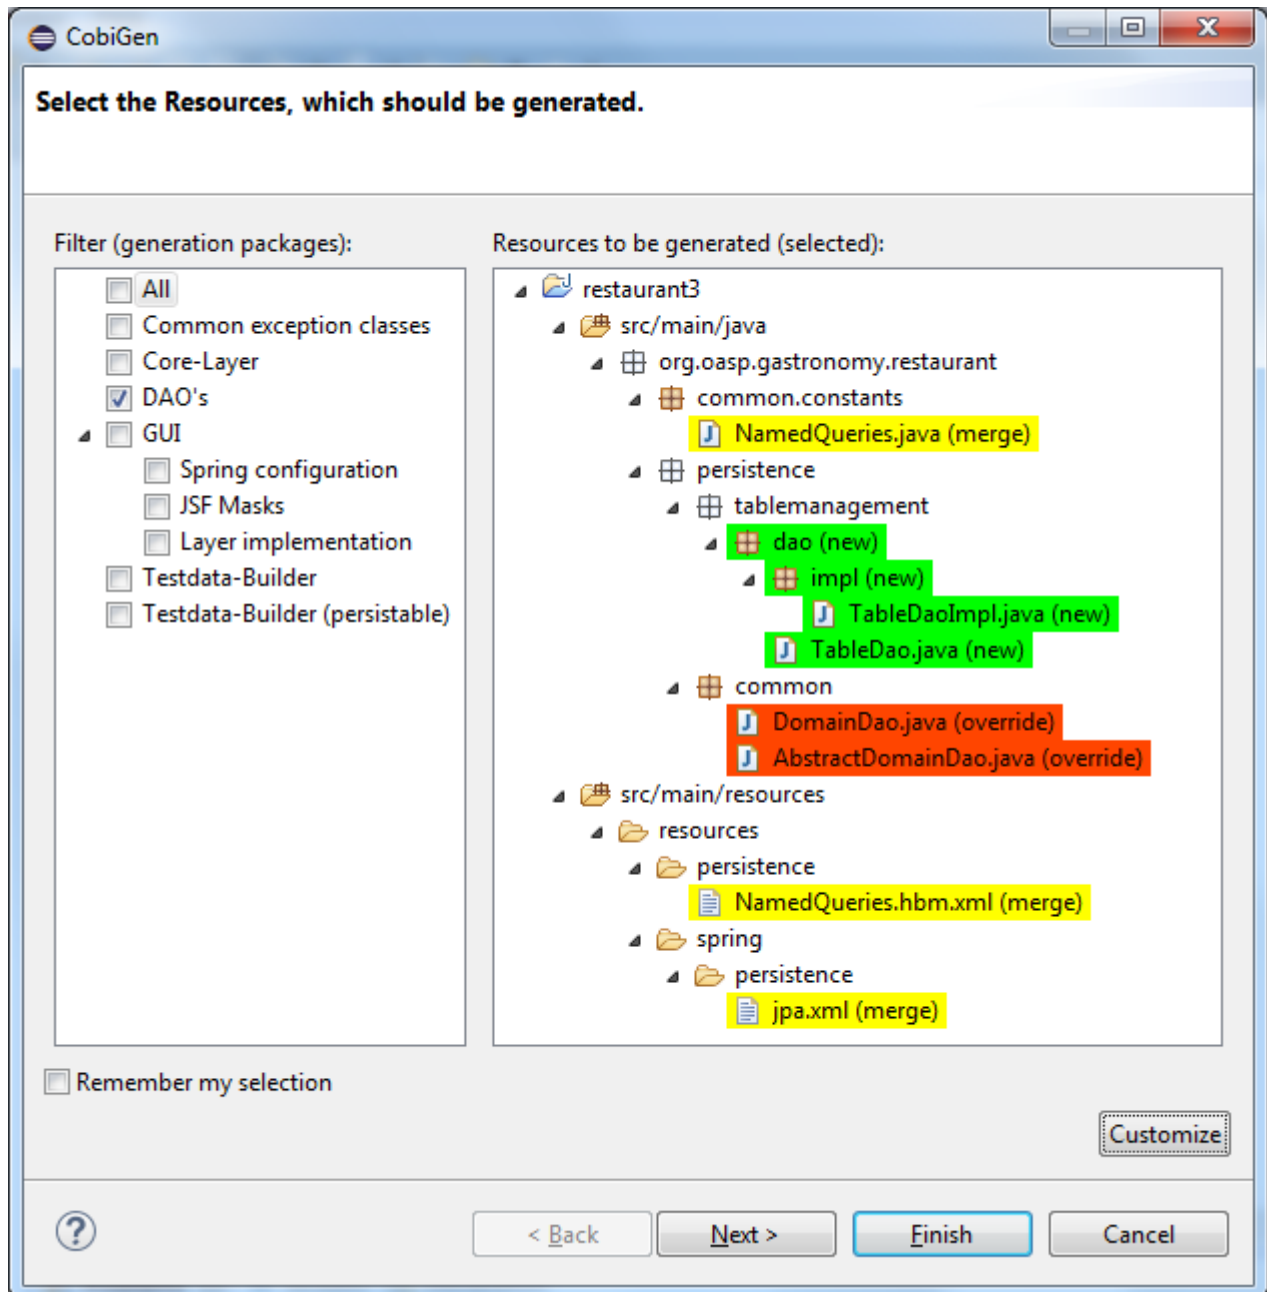 CobiGen
Select the Resources, which should be generated.
Filter (generation packages):
All
Common exception classes
Core-Layer
DAO's
GUI
Spring configuration
JSF Masks
Layer implementation
Testdata-Builder
Testdata-Builder (persistable)
Resources to be generated (selected):
restaurant3
src/main/java
org.oasp.gastronomy.restaurant
common.constants
NamedQueries.java (merge)
persistence
tablemanagement
dao (new)
impl (new)
TableDaoImpl.java (new)
TableDao.java (new)
common
DomainDao.java (override)
AbstractDomainDao.java (override)
src/main/resources
resources
persistence
NamedQueries.hbm.xml (merge)
spring
persistence
jpa.xml (merge)
Remember my selection
Customize
< Back
Next >
Finish
Cancel